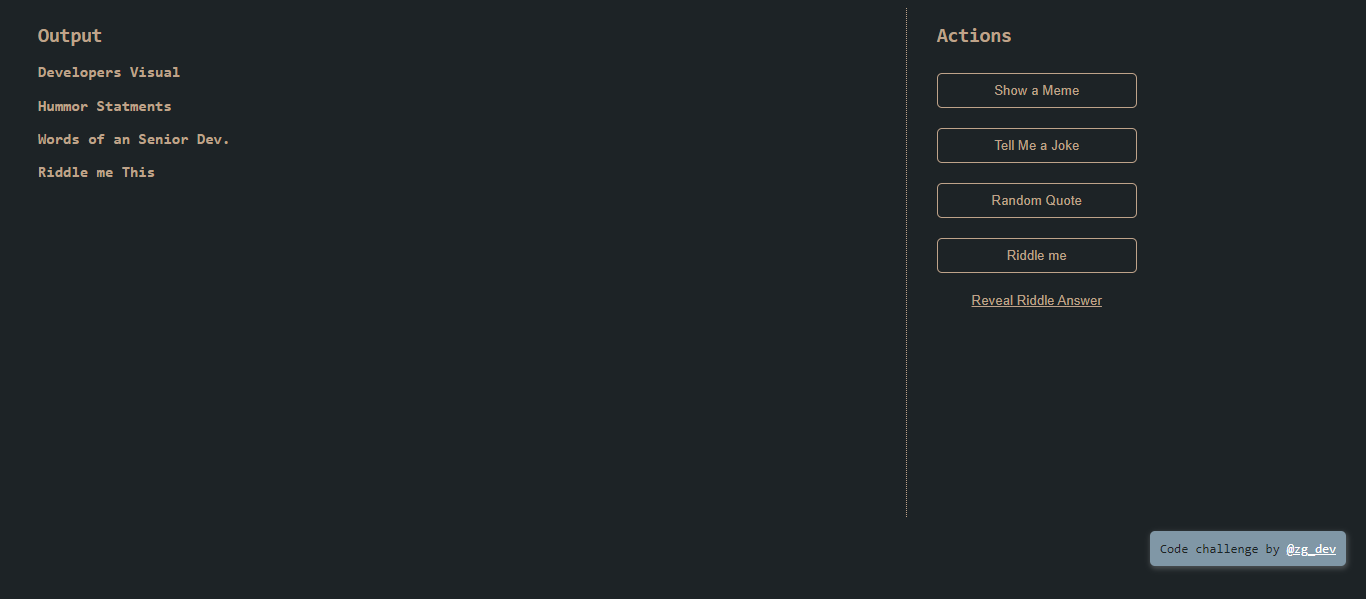 Output
Developers Visual
Hummor Statments
Words of an Senior Dev.
Riddle me This
Actions
Show a Meme
Tell Me a Joke
Random Quote
Riddle me
Reveal Riddle Answer
Code challenge by @zg_dev